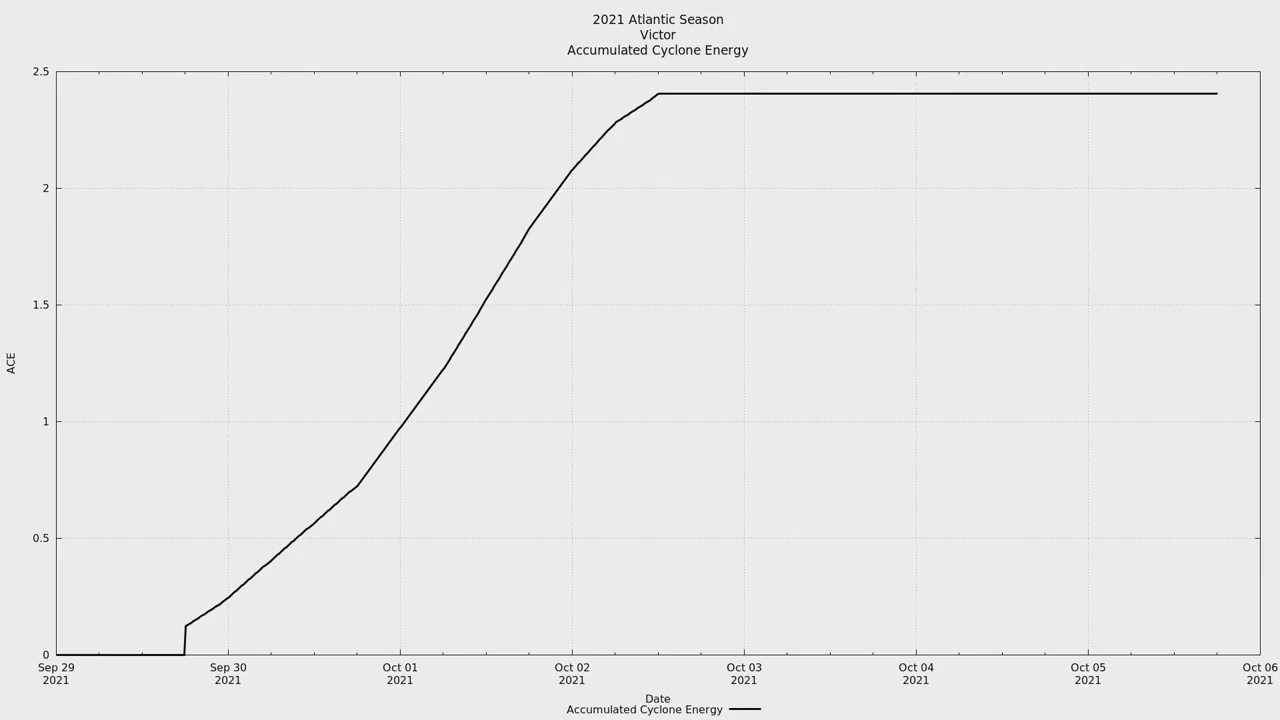 2021 Atlantic Season
Victor
Accumulated Cyclone Energy
2.5
2
1.5
1
0.5
0
ACE
Sep 29 Sep 30 Oct 01 Oct 02 Oct 03 Oct 04 Oct 05 Oct 06
2021 2021 2021 2021 2021 2021 2021 2021
Date
Accumulated Cyclone Energy